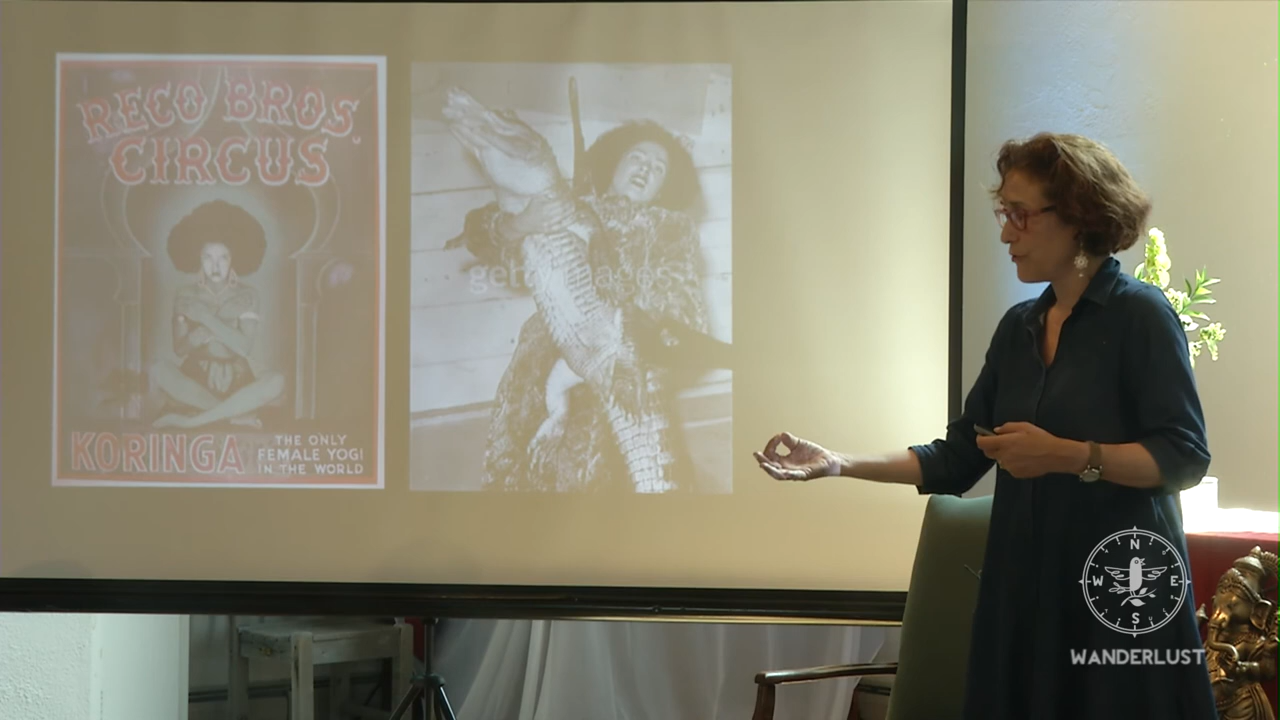 RECO BROS.
CIRCUS
KORINGA
THE ONLY
FEMALE YOGI
IN THE WORLD
gettyimages
N
W E
S
WANDERLUST